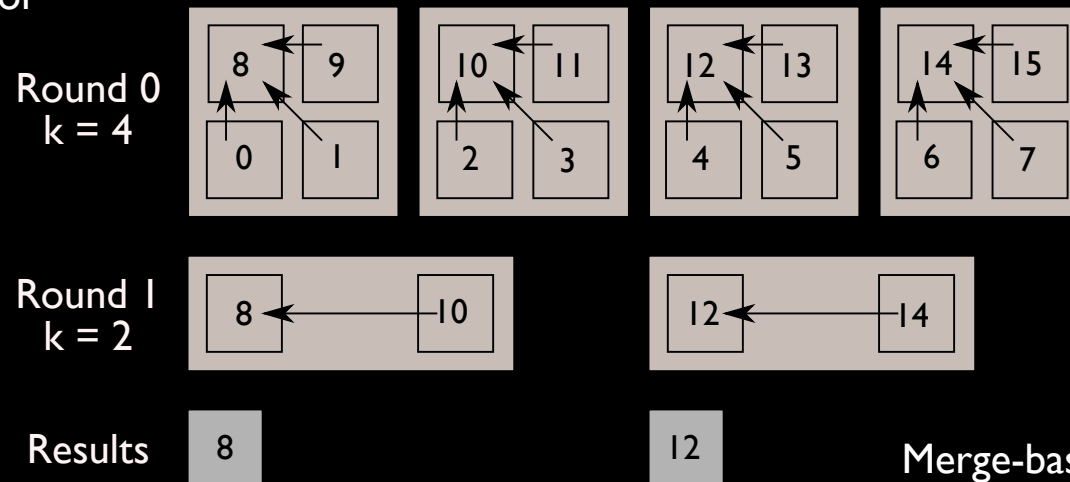 or
Round 0
k = 4
8 9 10 11 12 13 14 15
0 1 2 3 4 5 6 7
Round 1
k = 2
8 10 12 14
Results 8 12